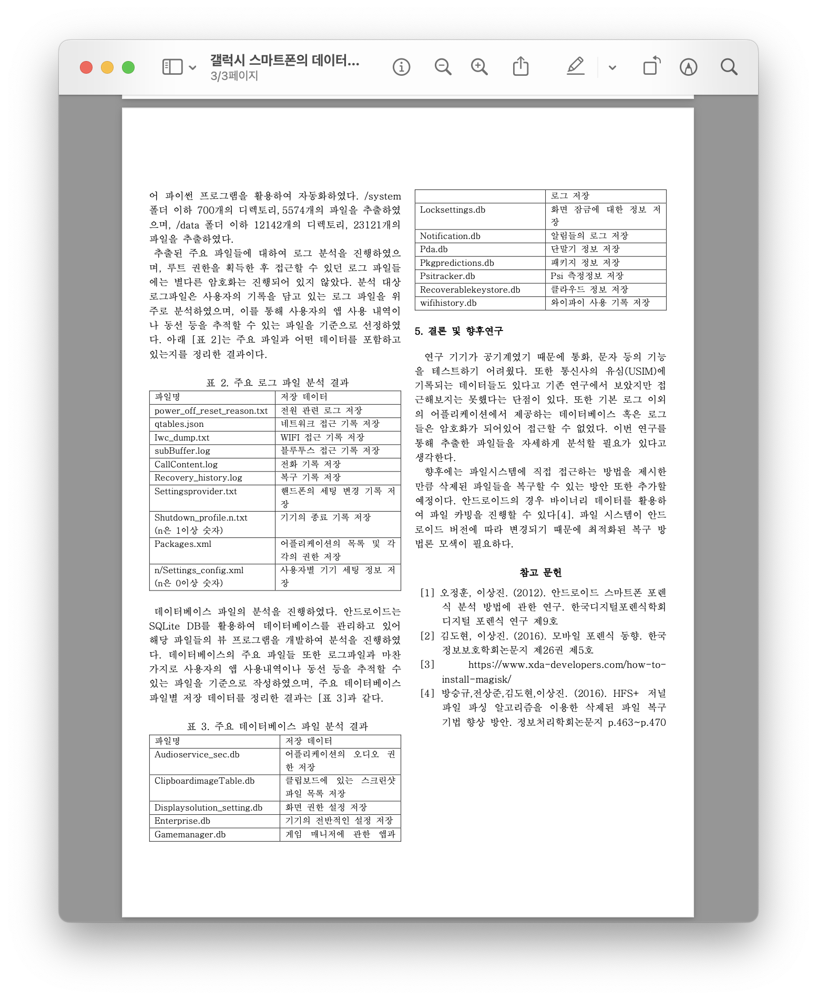 갤럭시 스마트폰의 데이터...
3/3페이지
어 파이썬 프로그램을 활용하여 자동화하였다. /system
폴더 이하 700개의 디렉토리, 5574개의 파일을 추출하였
으며, /data 폴더 이하 12142개의 디렉토리, 23121개의
파일을 추출하였다.
추출된 주요 파일들에 대하여 로그 분석을 진행하였으
며, 루트 권한을 획득한 후 접근할 수 있던 로그 파일들
에는 별다른 암호화는 진행되어 있지 않았다. 분석 대상
로그파일은 사용자의 기록을 담고 있는 로그 파일을 위
주로 분석하였으며, 이를 통해 사용자의 앱 사용 내역이
나 동선 등을 추적할 수 있는 파일을 기준으로 선정하였
다. 아래 [표 2]는 주요 파일과 어떤 데이터를 포함하고
있는지를 정리한 결과이다.
표 2. 주요 로그 파일 분석 결과
파일명 저장 데이터
power_off_reset_reason.txt 전원 관련 로그 저장
qtables.json 네트워크 접근 기록 저장
Iwc_dump.txt WIFI 접근 기록 저장
subBuffer.log 블루투스 접근 기록 저장
CallContent.log 전화 기록 저장
Recovery_history.log 복구 기록 저장
Settingsprovider.txt 핸드폰의 세팅 변경 기록 저
장
Shutdown_profile.n.txt 기기의 종료 기록 저장
(n은 1이상 숫자)
Packages.xml 어플리케이션의 목록 및 각
각의 권한 저장
n/Settings_config.xml 사용자별 기기 세팅 정보 저
(n은 0이상 숫자) 장
데이터베이스 파일의 분석을 진행하였다. 안드로이드는
SQLite DB를 활용하여 데이터베이스를 관리하고 있어
해당 파일들의 뷰 프로그램을 개발하여 분석을 진행하였
다. 데이터베이스의 주요 파일들 또한 로그파일과 마찬
가지로 사용자의 앱 사용내역이나 동선 등을 추적할 수
있는 파일을 기준으로 작성하였으며, 주요 데이터베이스
파일별 저장 데이터를 정리한 결과는 [표 3]과 같다.
표 3. 주요 데이터베이스 파일 분석 결과
파일명 저장 데이터
Audioservice_sec.db 어플리케이션의 오디오 권
한 저장
ClipboardimageTable.db 클립보드에 있는 스크린샷
파일 목록 저장
Displaysolution_setting.db 화면 권한 설정 저장
Enterprise.db 기기의 전반적인 설정 저장
Gamemanager.db 게임 매니저에 관한 앱과
로그 저장
Locksettings.db 화면 잠금에 대한 정보 저
장
Notification.db 알림들의 로그 저장
Pda.db 단말기 정보 저장
Pkgpredictions.db 패키지 정보 저장
Psitracker.db Psi 측정정보 저장
Recoverablekeystore.db 클라우드 정보 저장
wifihistory.db 와이파이 사용 기록 저장
5. 결론 및 향후연구
연구 기기가 공기계였기 때문에 통화, 문자 등의 기능
을 테스트하기 어려웠다. 또한 통신사의 유심(USIM)에
기록되는 데이터들도 있다고 기존 연구에서 보았지만 접
근해보지는 못했다는 단점이 있다. 또한 기본 로그 이외
의 어플리케이션에서 제공하는 데이터베이스 혹은 로그
들은 암호화가 되어있어 접근할 수 없었다. 이번 연구를
통해 추출한 파일들을 자세하게 분석할 필요가 있다고
생각한다.
향후에는 파일시스템에 직접 접근하는 방법을 제시한
만큼 삭제된 파일들을 복구할 수 있는 방안 또한 추가할
예정이다. 안드로이드의 경우 바이너리 데이터를 활용하
여 파일 카빙을 진행할 수 있다[4]. 파일 시스템이 안드
로이드 버전에 따라 변경되기 때문에 최적화된 복구 방
법론 모색이 필요하다.
참고 문헌
[1] 오정훈, 이상진. (2012). 안드로이드 스마트폰 포렌
식 분석 방법에 관한 연구. 한국디지털포렌식학회
디지털 포렌식 연구 제9호
[2] 김도현, 이상진. (2016). 모바일 포렌식 동향. 한국
정보보호학회논문지 제26권 제5호
[3] https://www.xda-developers.com/how-to-
install-magisk/
[4] 방승규,전상준,김도현,이상진. (2016). HFS+ 저널
파일 파싱 알고리즘을 이용한 삭제된 파일 복구
기법 향상 방안. 정보처리학회논문지 p.463~p.470